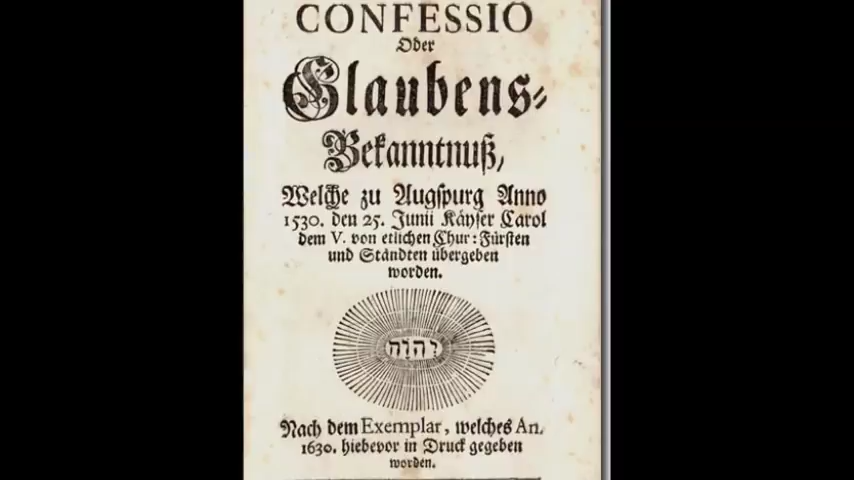 CONFESSIO
Oder
Glaubens-
Bekanntnuß,
Welche zu Augspurg Anno
1530. den 25. Junii Käyser Carol
dem V. von etlichen Chur-Fürsten
und Ständten übergeben
worden.
יהוה
Nach dem Exemplar, welches An.
1630. hiebevor in Druck gegeben
worden.